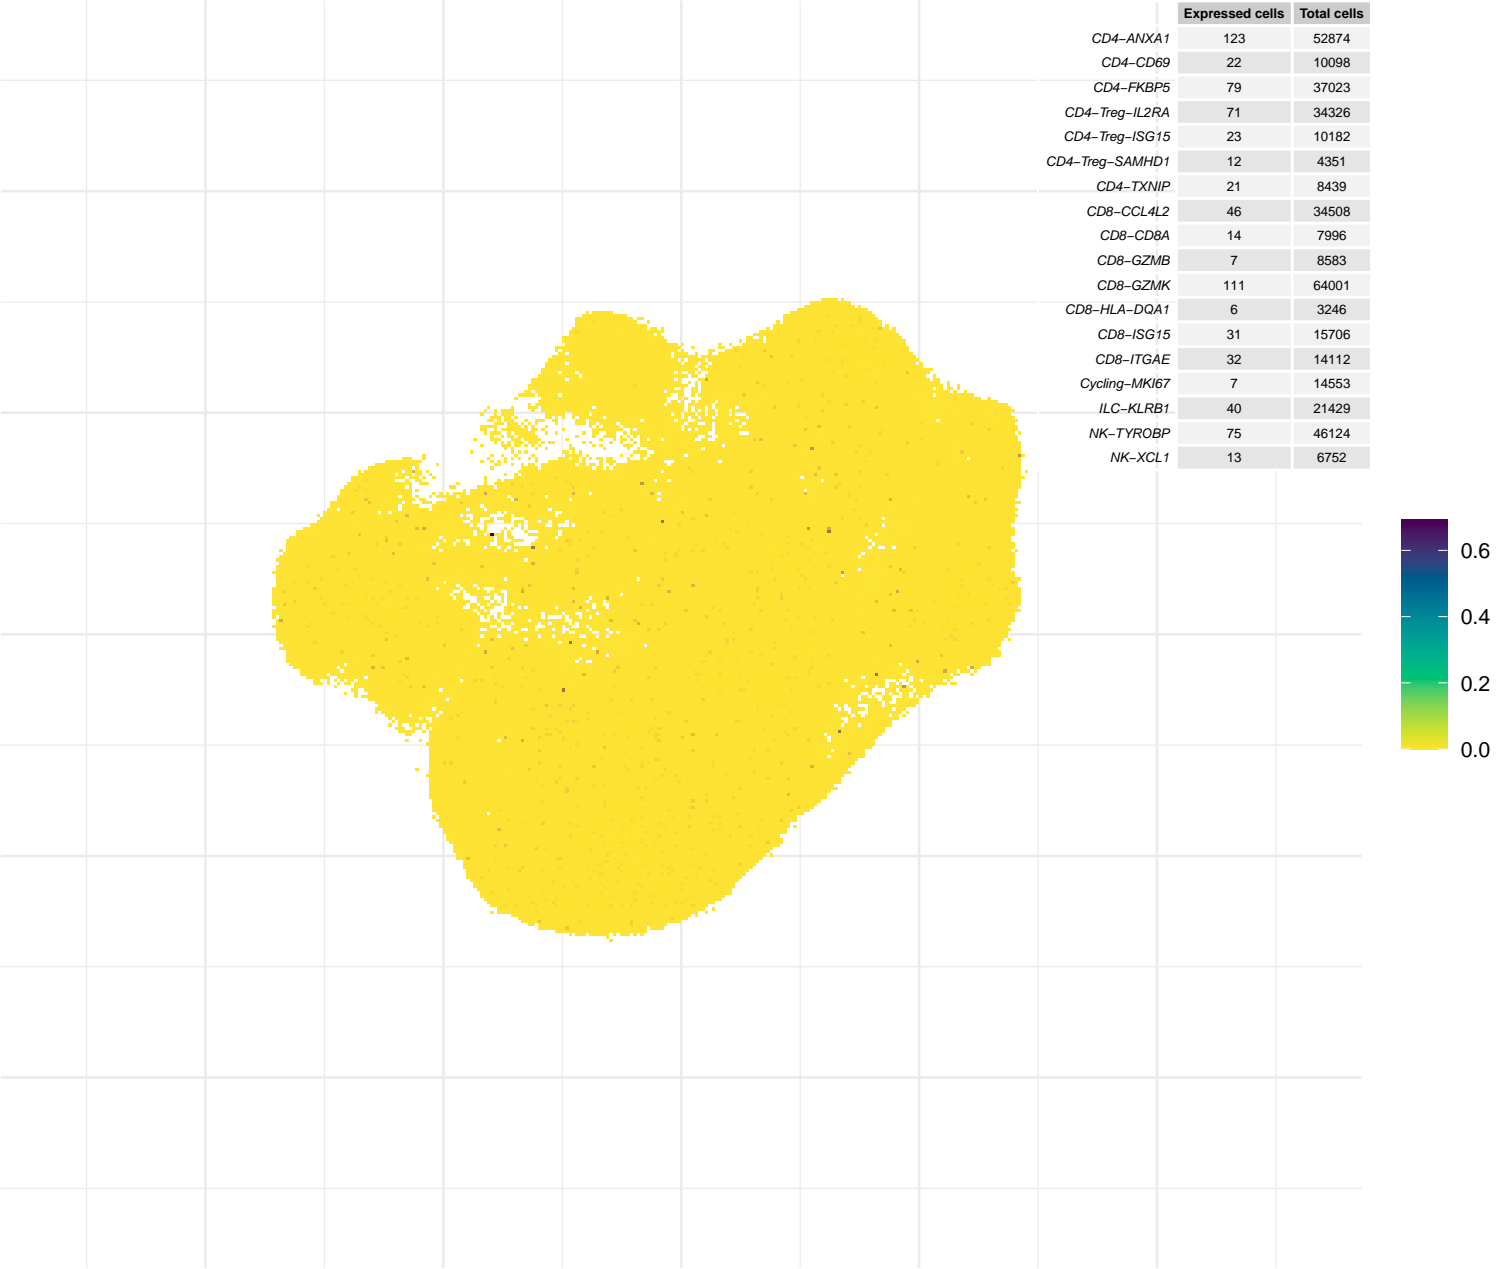 Expressed cells Total cells
CD4−ANXA1 123 52874
CD4−CD69 22 10098
CD4−FKBP5 79 37023
CD4−Treg−IL2RA 71 34326
CD4−Treg−ISG15 23 10182
CD4−Treg−SAMHD1 12 4351
CD4−TXNIP 21 8439
CD8−CCL4L2 46 34508
CD8−CD8A 14 7996
CD8−GZMB 7 8583
CD8−GZMK 111 64001
CD8−HLA−DQA1 6 3246
CD8−ISG15 31 15706
CD8−ITGAE 32 14112
Cycling−MKI67 7 14553
ILC−KLRB1 40 21429
NK−TYROBP 75 46124
NK−XCL1 13 6752
0.6
0.4
0.2
0.0